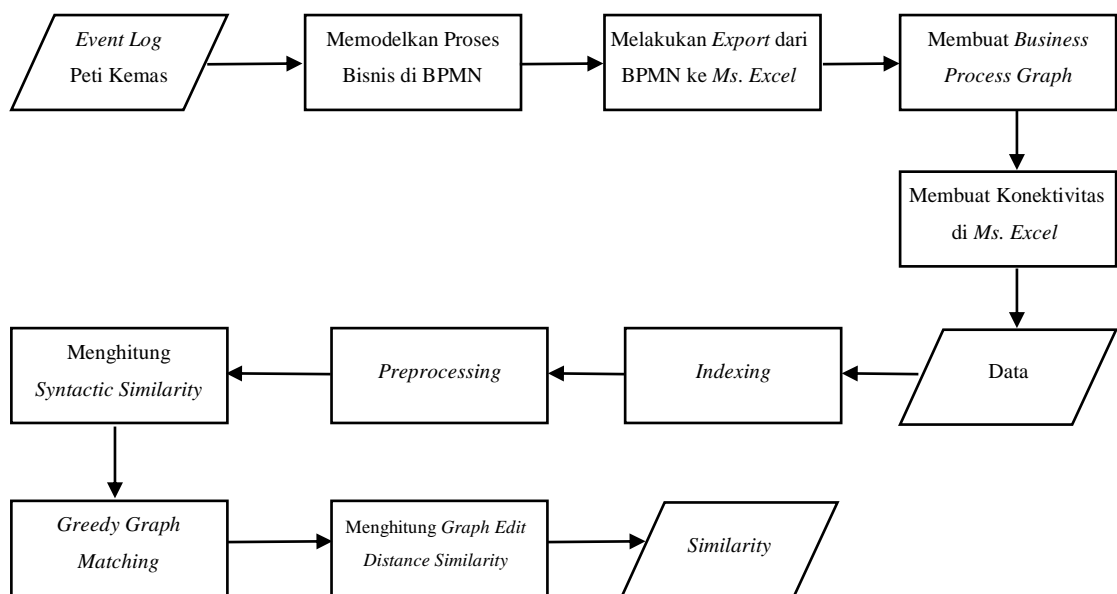 Event Log
Peti Kemas
Memodelkan Proses
Bisnis di BPMN
Melakukan Export dari
BPMN ke Ms. Excel
Membuat Business
Process Graph
Membuat Konektivitas
di Ms. Excel
Data
Indexing
Preprocessing
Menghitung
Syntactic Similarity
Greedy Graph
Matching
Menghitung Graph Edit
Distance Similarity
Similarity